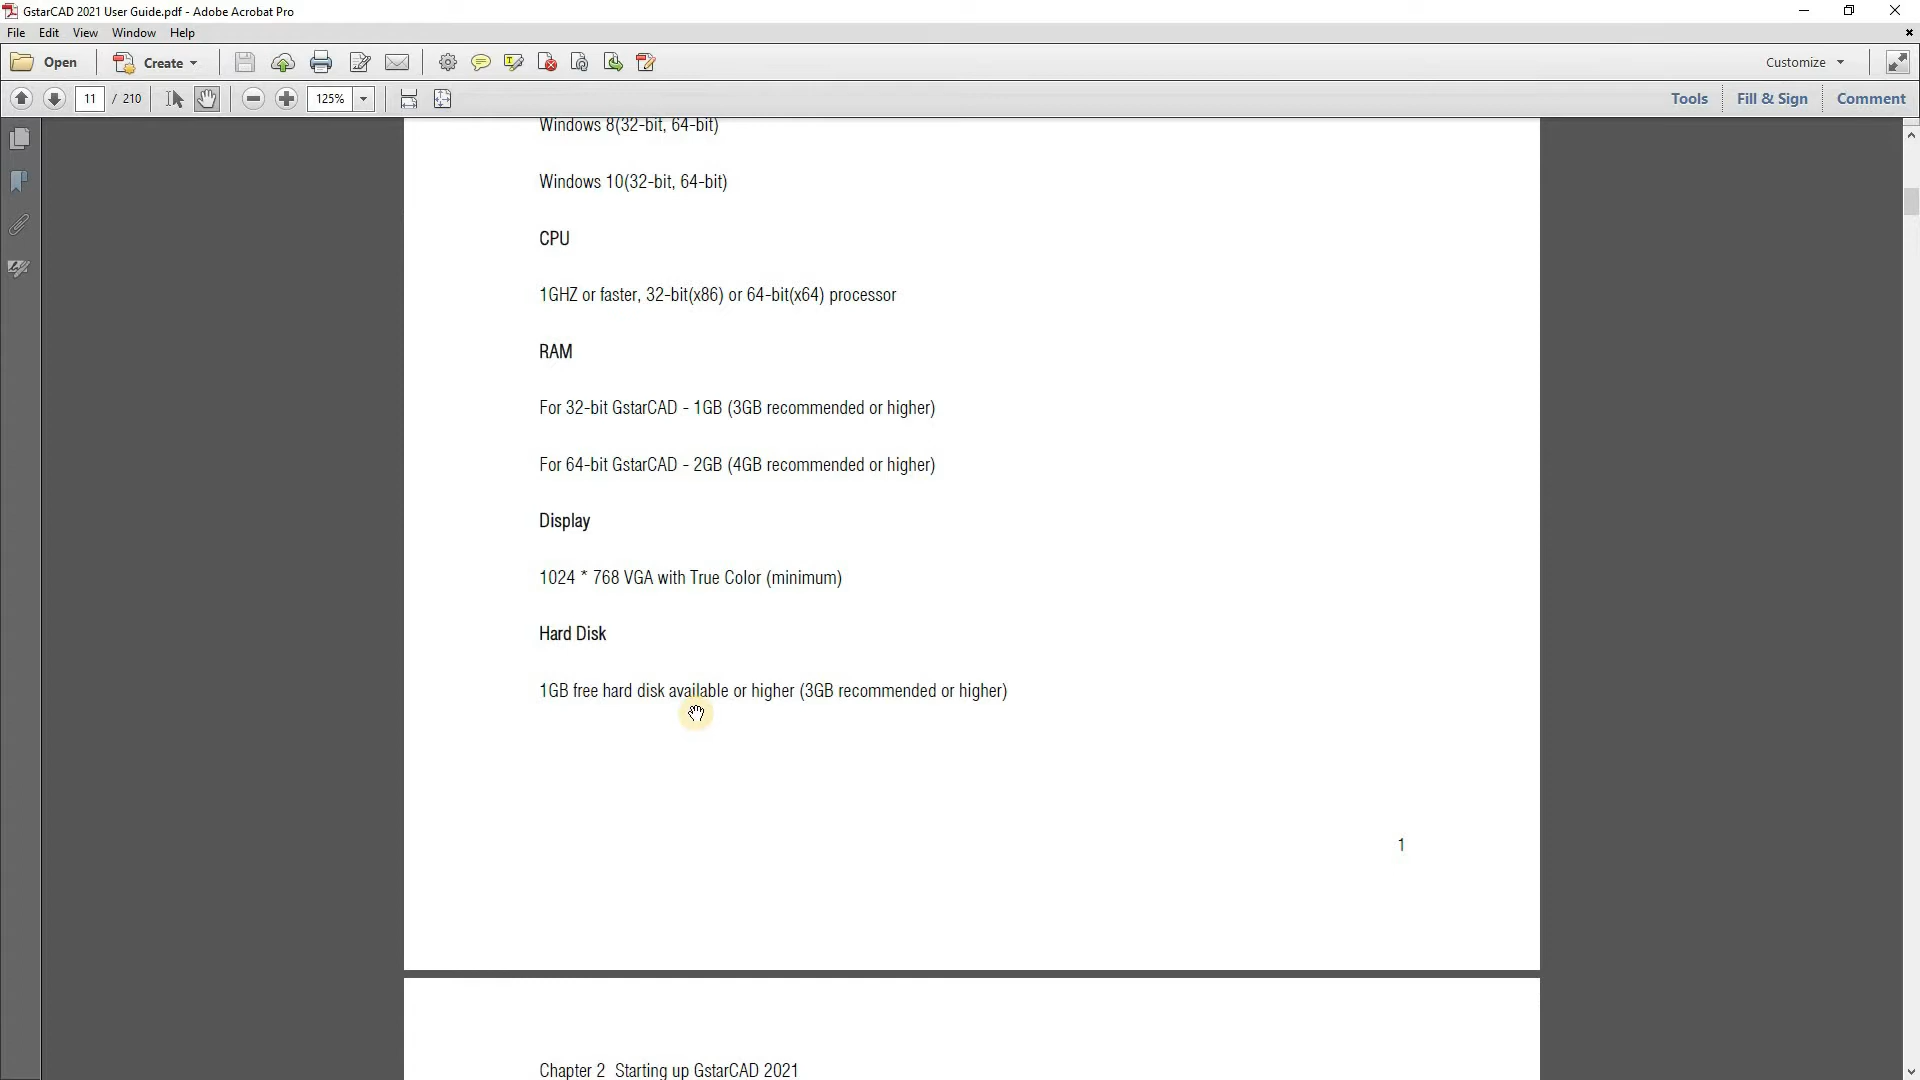 GstarCAD 2021 User Guide.pdf - Adobe Acrobat Pro
File Edit View Window Help
Open Create Customize
11 / 210 125% Tools Fill & Sign Comment
Windows 8(32-bit, 64-bit)
Windows 10(32-bit, 64-bit)
CPU
1GHZ or faster, 32-bit(x86) or 64-bit(x64) processor
RAM
For 32-bit GstarCAD - 1GB (3GB recommended or higher)
For 64-bit GstarCAD - 2GB (4GB recommended or higher)
Display
1024 * 768 VGA with True Color (minimum)
Hard Disk
1GB free hard disk available or higher (3GB recommended or higher)
1
Chapter 2 Starting up GstarCAD 2021